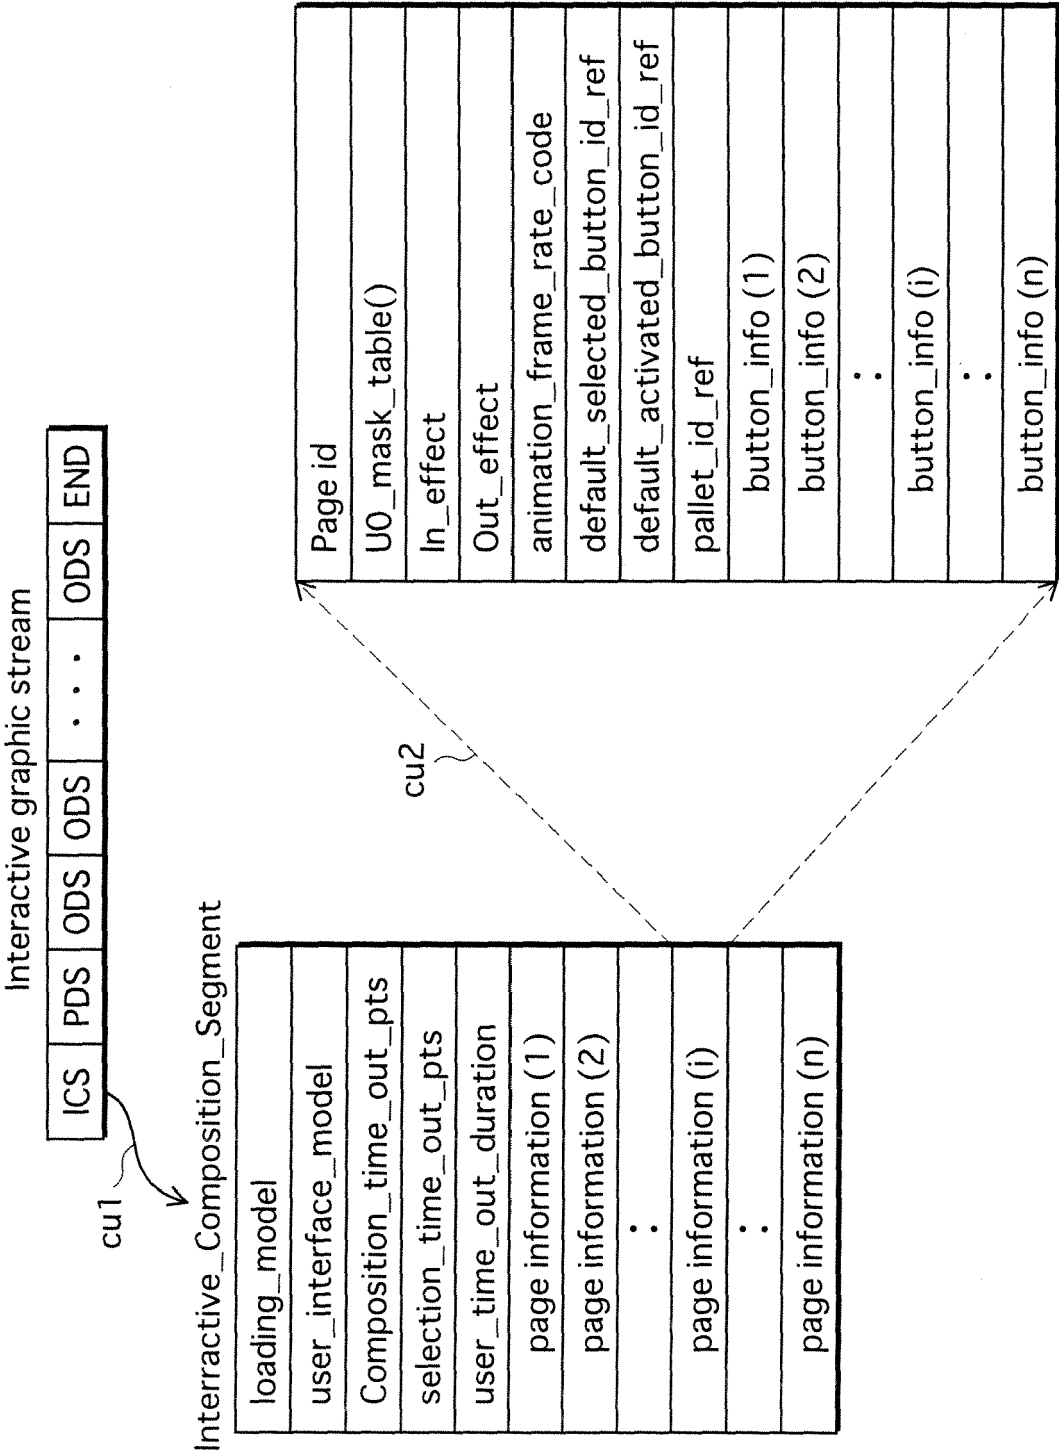 Interactive graphic stream
ICS PDS ODS ODS ・・・ ODS END
cu1
Interractive_Composition_Segment
loading_model
user_interface_model
Composition_time_out_pts
selection_time_out_pts
user_time_out_duration
page information (1)
page information (2)
:
page information (i)
:
page information (n)
cu2
Page id
UO_mask_table()
In_effect
Out_effect
animation_frame_rate_code
default_selected_button_id_ref
default_activated_button_id_ref
pallet_id_ref
button_info (1)
button_info (2)
:
button_info (i)
:
button_info (n)